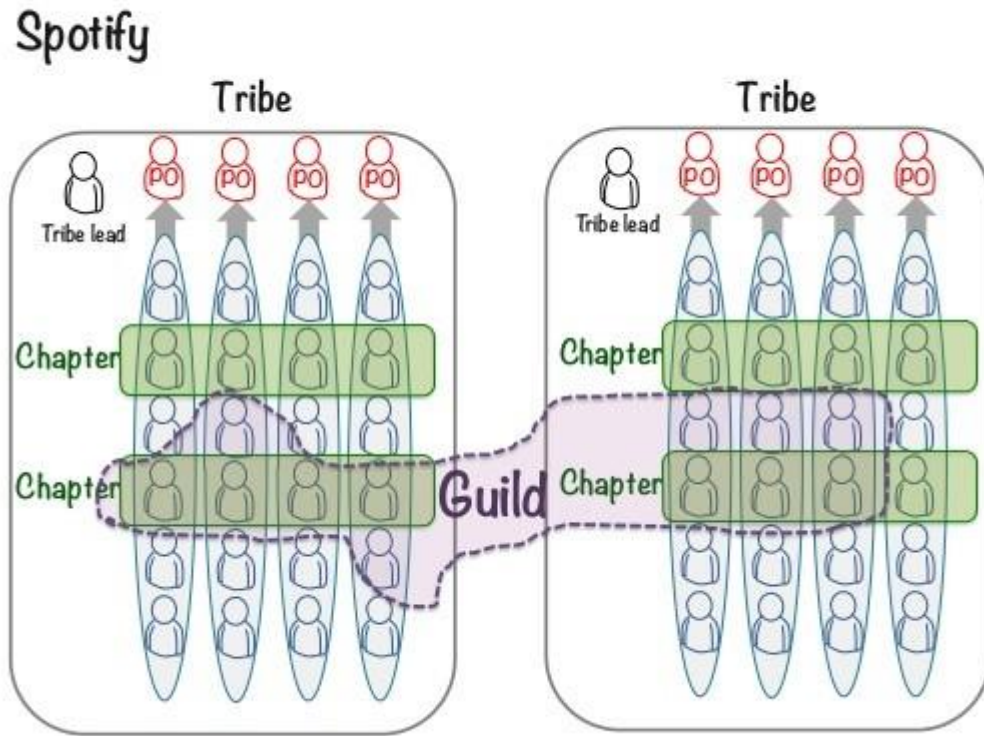 Spotify
Tribe
Tribe
PO PO PO PO
PO PO PO PO
Tribe lead
Tribe lead
Chapter
Chapter
Chapter
Guild
Chapter